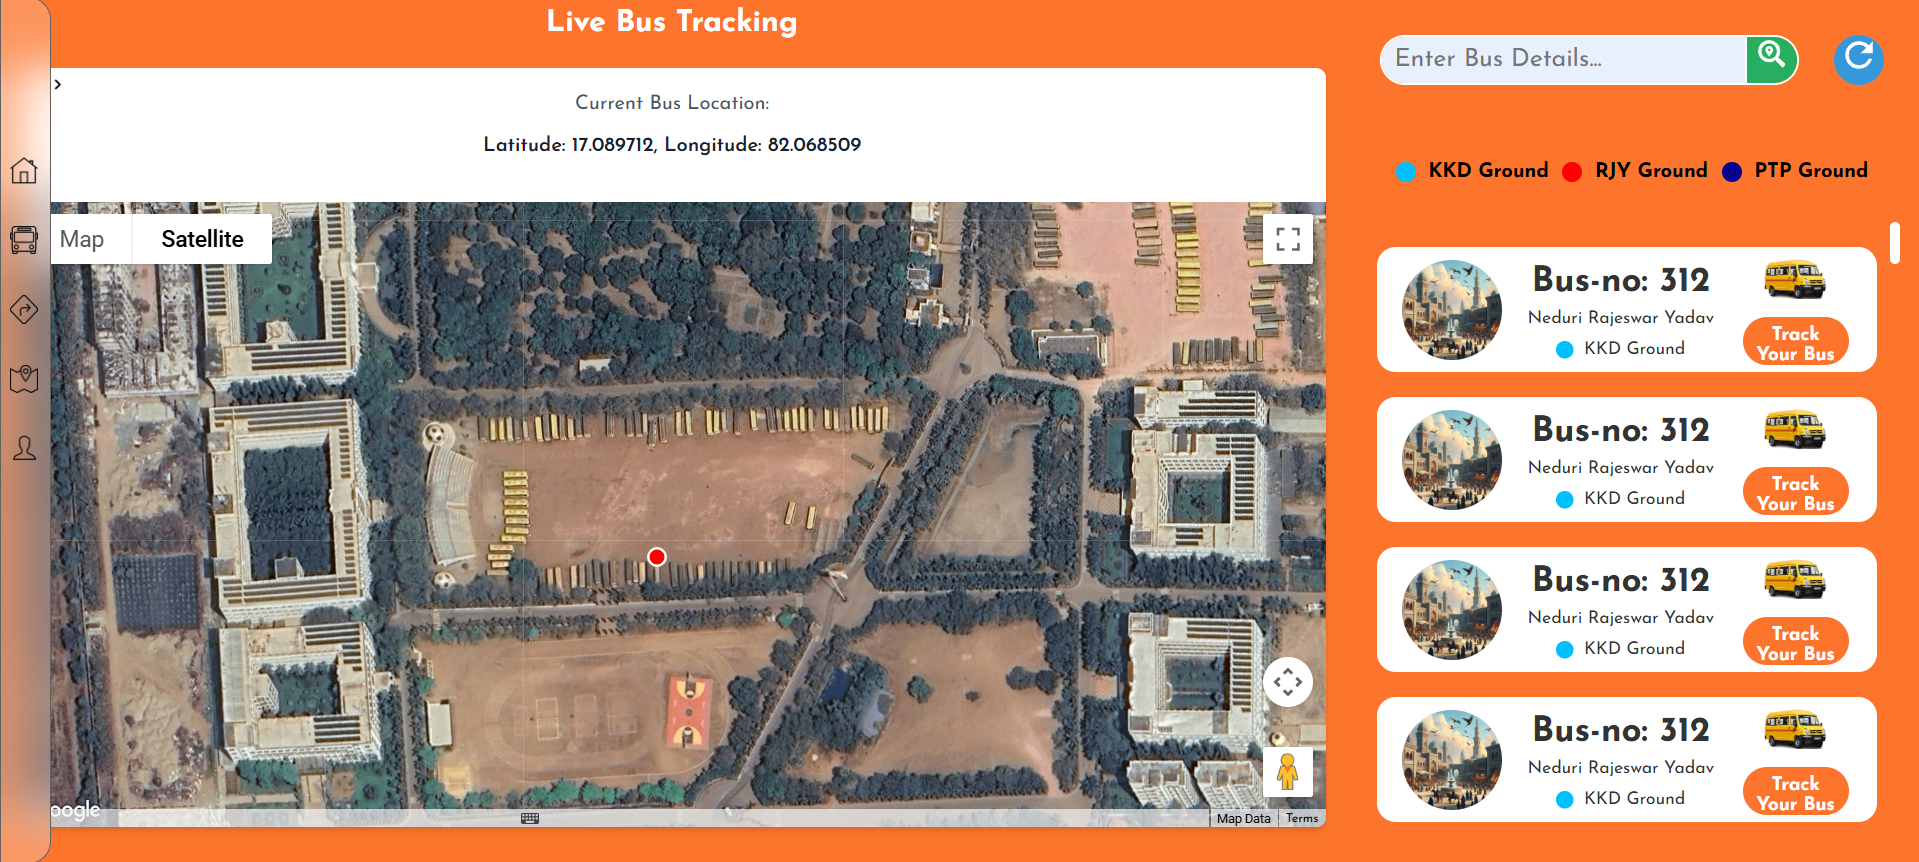 Live Bus Tracking
Current Bus Location:
Latitude: 17.089712, Longitude: 82.068509
Map
Satellite
oogle
Map Data
Terms
Enter Bus Details...
KKD Ground
RJY Ground
PTP Ground
Bus-no: 312
Neduri Rajeswar Yadav
KKD Ground
Track
Your Bus
Bus-no: 312
Neduri Rajeswar Yadav
KKD Ground
Track
Your Bus
Bus-no: 312
Neduri Rajeswar Yadav
KKD Ground
Track
Your Bus
Bus-no: 312
Neduri Rajeswar Yadav
KKD Ground
Track
Your Bus